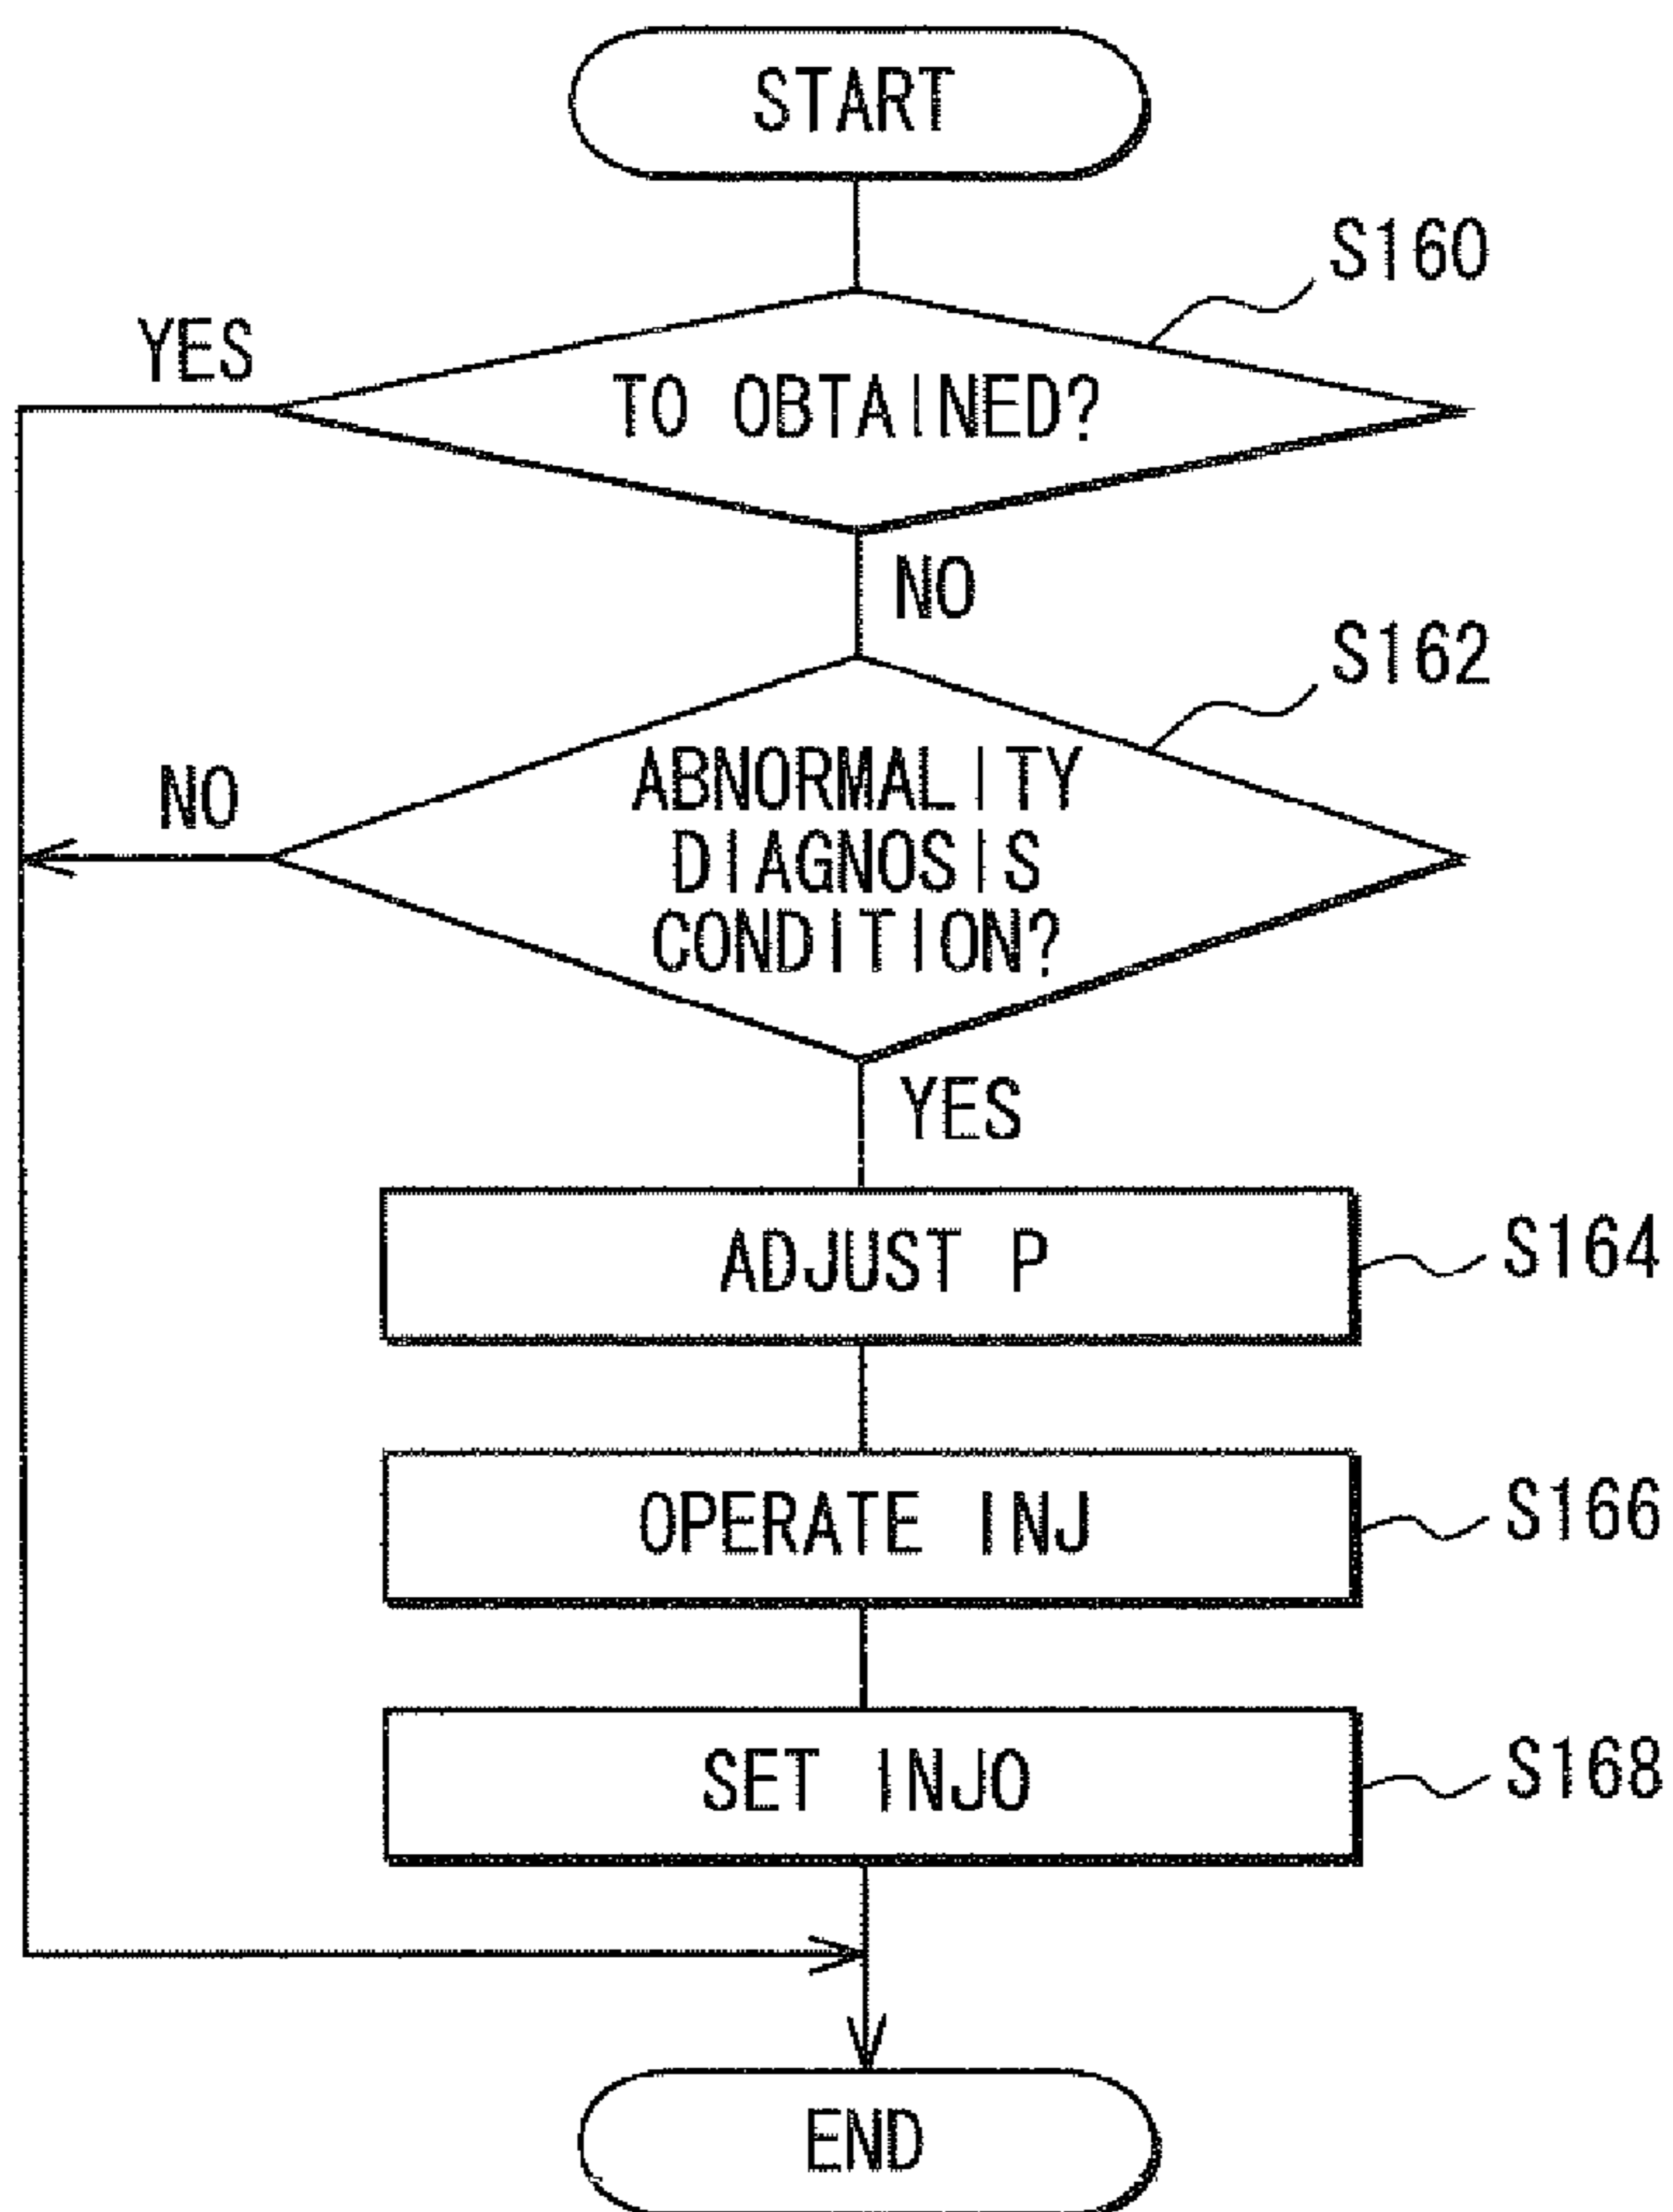 START
S160
YES
TO OBTAINED?
NO
S162
NO
ABNORMALITY
DIAGNOSIS
CONDITION?
YES
ADJUST P
S164
OPERATE INJ
S166
SET INJO
S168
END